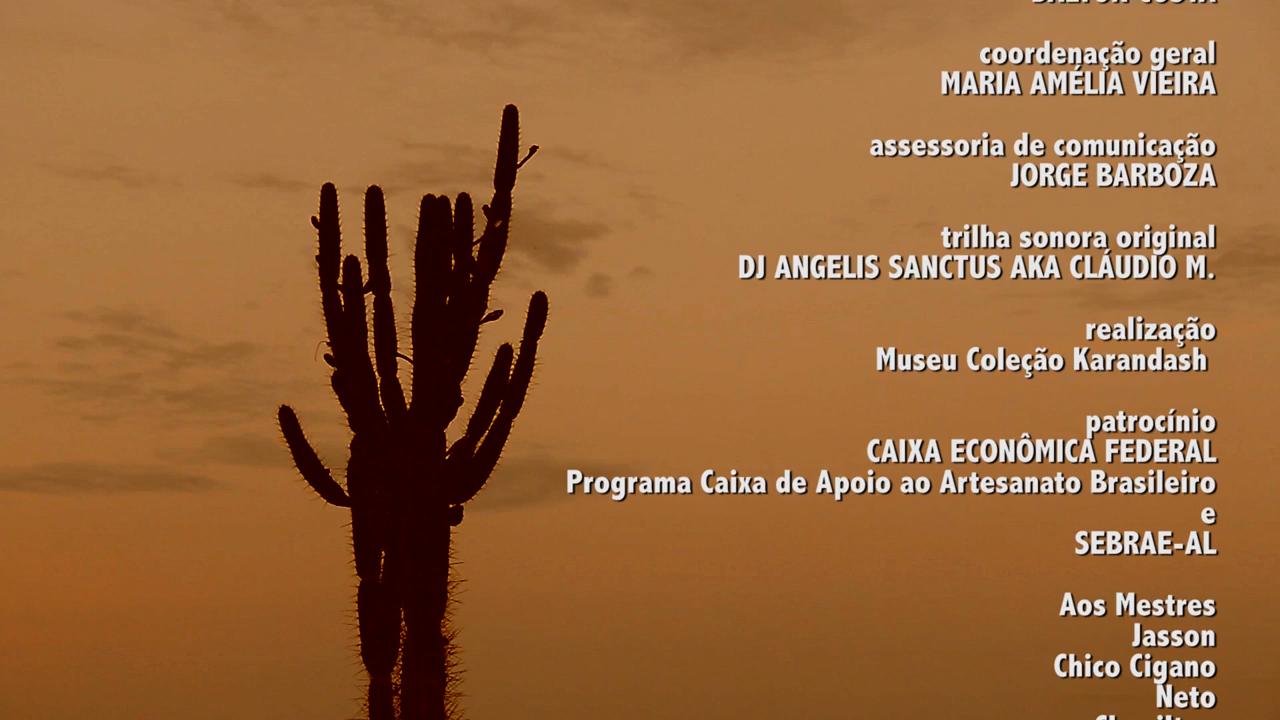 coordenação geral
MARIA AMÉLIA VIEIRA
assessoria de comunicação
JORGE BARBOZA
trilha sonora original
DJ ANGELIS SANCTUS AKA CLÁUDIO M.
realização
Museu Coleção Karandash
patrocínio
CAIXA ECONÔMICA FEDERAL
Programa Caixa de Apoio ao Artesanato Brasileiro
e
SEBRAE-AL
Aos Mestres
Jasson
Chico Cigano
Neto